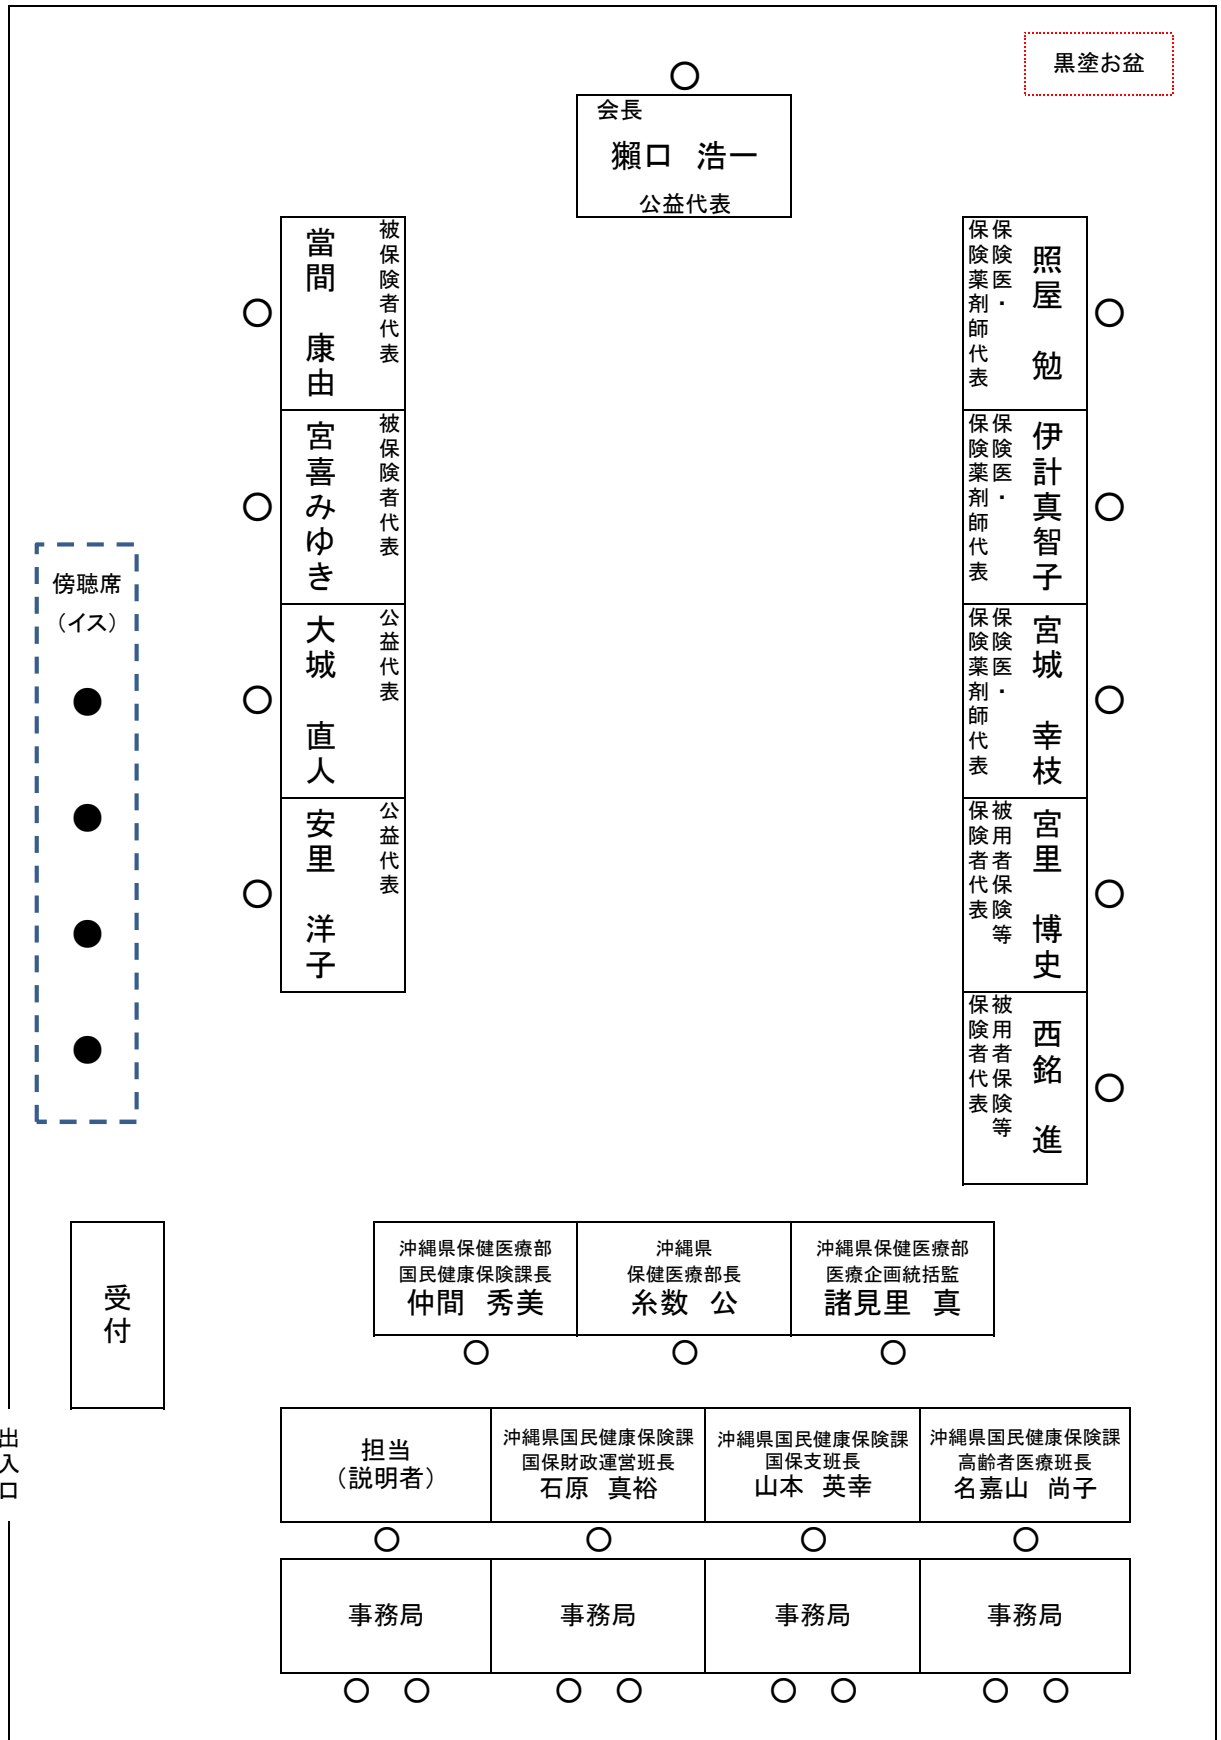 黒塗お盆
会長
獺口 浩一
公益代表
被保険者代表
當間 康由
被保険者代表
宮喜みゆき
公益代表
大城 直人
公益代表
安里 洋子
照屋 勉
保険医・
保険薬剤師代表
伊計真智子
保険医・
保険薬剤師代表
宮城 幸枝
保険医・
保険薬剤師代表
宮里 博史
被用者保険等
保険者代表
西銘 進
被用者保険等
保険者代表
傍聴席
（イス）
受付
出入口
沖縄県保健医療部
国民健康保険課長
仲間 秀美
沖縄県
保健医療部長
糸数 公
沖縄県保健医療部
医療企画統括監
諸見里 真
担当
（説明者）
沖縄県国民健康保険課
国保財政運営班長
石原 真裕
沖縄県国民健康保険課
国保支班長
山本 英幸
沖縄県国民健康保険課
高齢者医療班長
名嘉山 尚子
事務局
事務局
事務局
事務局